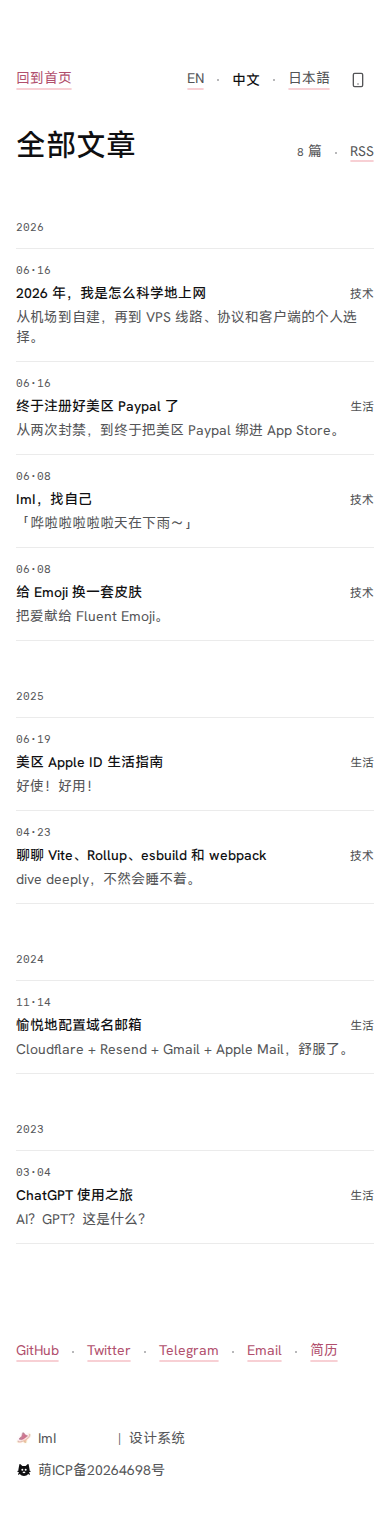 回到首页 EN · 中文 · 日本語
全部文章 8 篇 · RSS
2026
06·16
2026 年，我是怎么科学地上网 技术
从机场到自建，再到 VPS 线路、协议和客户端的个人选
择。
06·16
终于注册好美区 Paypal 了 生活
从两次封禁，到终于把美区 Paypal 绑进 App Store。
06·08
Iml，找自己 技术
「哗啦啦啦啦啦天在下雨～」
06·08
给 Emoji 换一套皮肤 技术
把爱献给 Fluent Emoji。
2025
06·19
美区 Apple ID 生活指南 生活
好使！好用！
04·23
聊聊 Vite、Rollup、esbuild 和 webpack 技术
dive deeply，不然会睡不着。
2024
11·14
愉悦地配置域名邮箱 生活
Cloudflare + Resend + Gmail + Apple Mail，舒服了。
2023
03·04
ChatGPT 使用之旅 生活
AI？GPT？这是什么？
GitHub · Twitter · Telegram · Email · 简历
Iml | 设计系统
萌ICP备20264698号